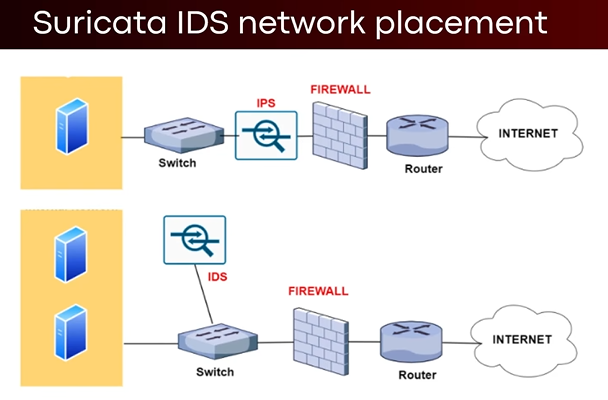 Suricata IDS network placement
FIREWALL
IPS
INTERNET
Switch
Router
IDS
FIREWALL
INTERNET
Switch
Router